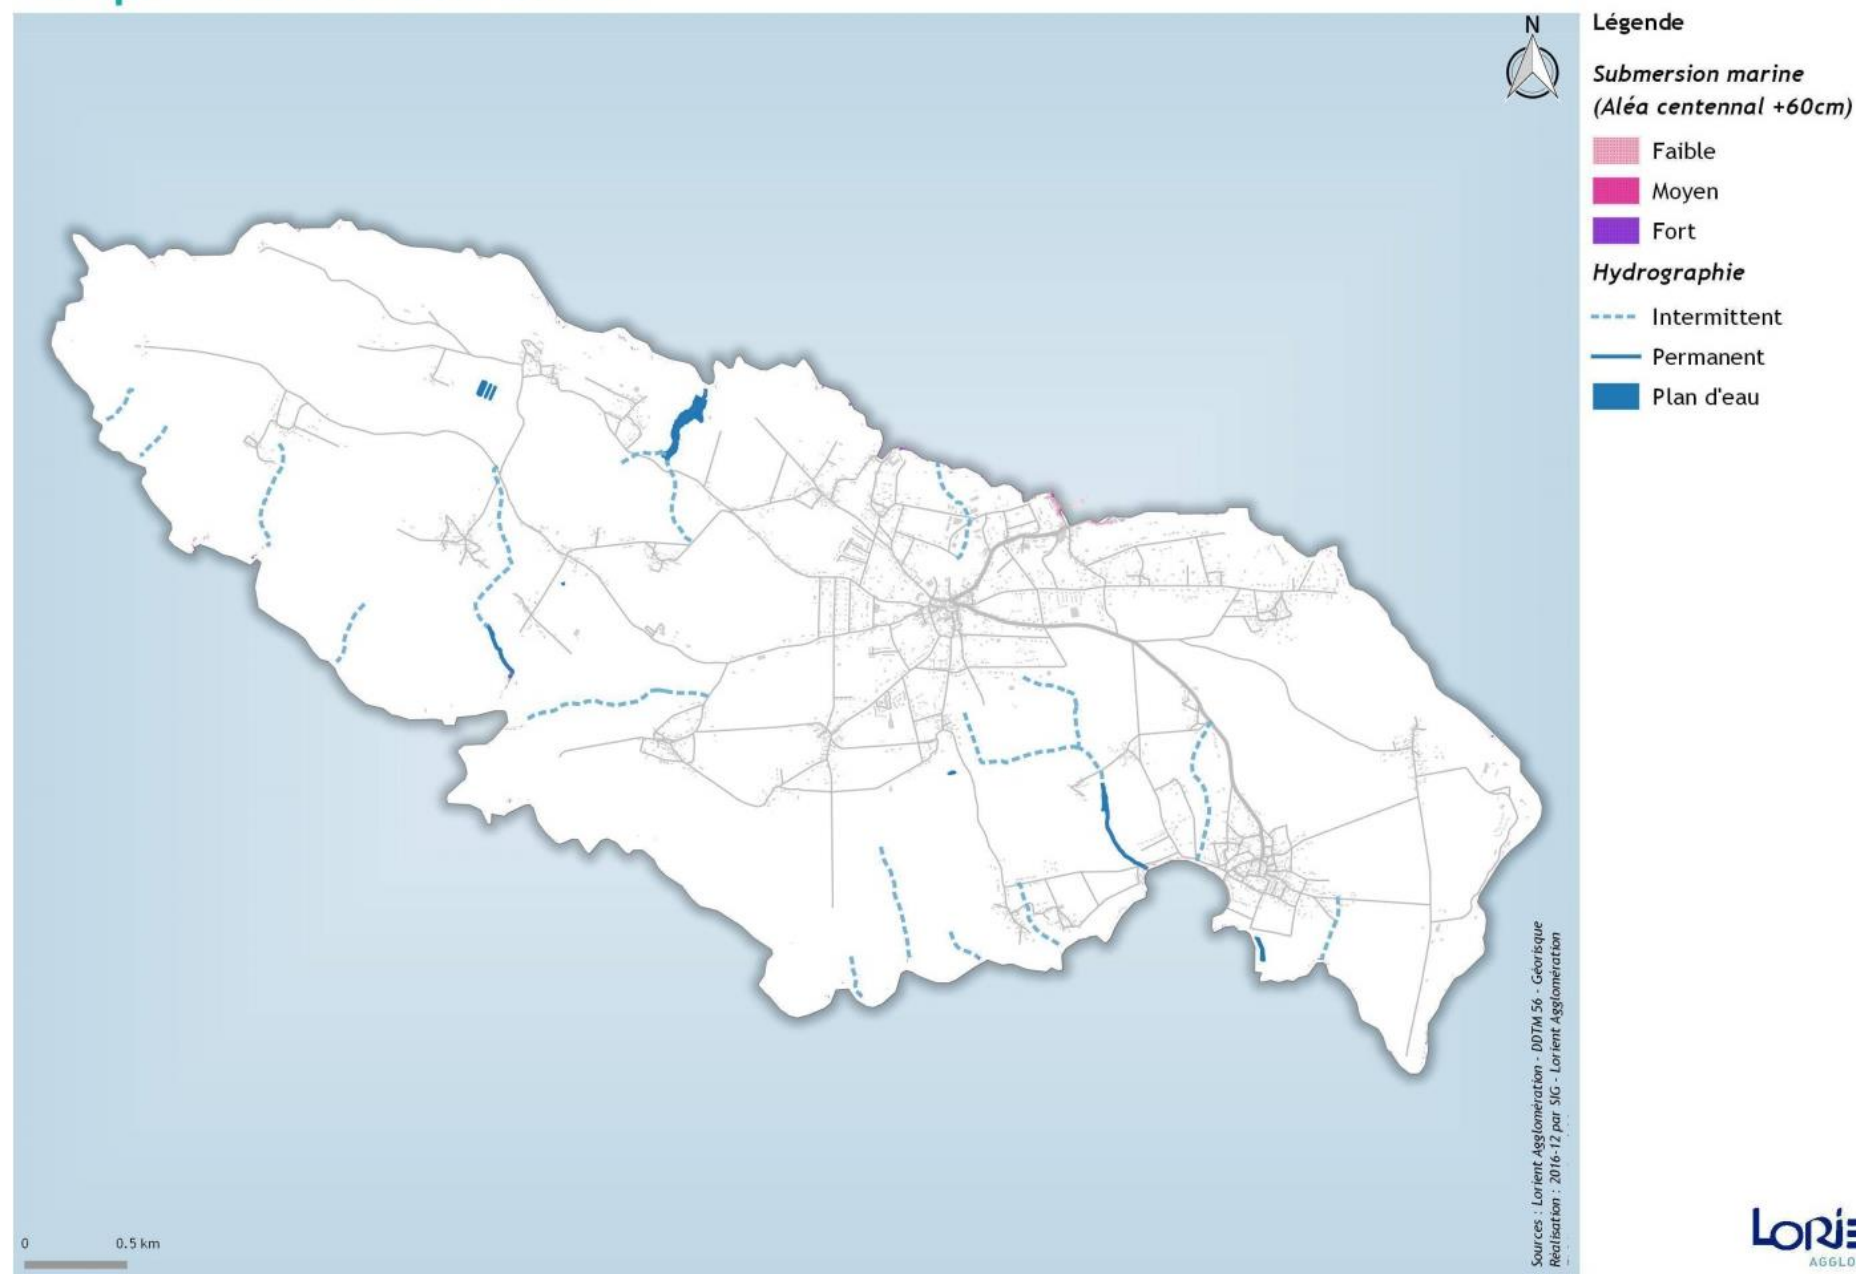 N
Légende
Submersion marine
(Aléa centennal +60cm)
Faible
Moyen
Fort
Hydrographie
Intermittent
Permanent
Plan d'eau
Sources : Lorient Agglomération - DDTM 56 - Géorisque
Réalisation : 2016-12 par SIG - Lorient Agglomération
0
0.5 km